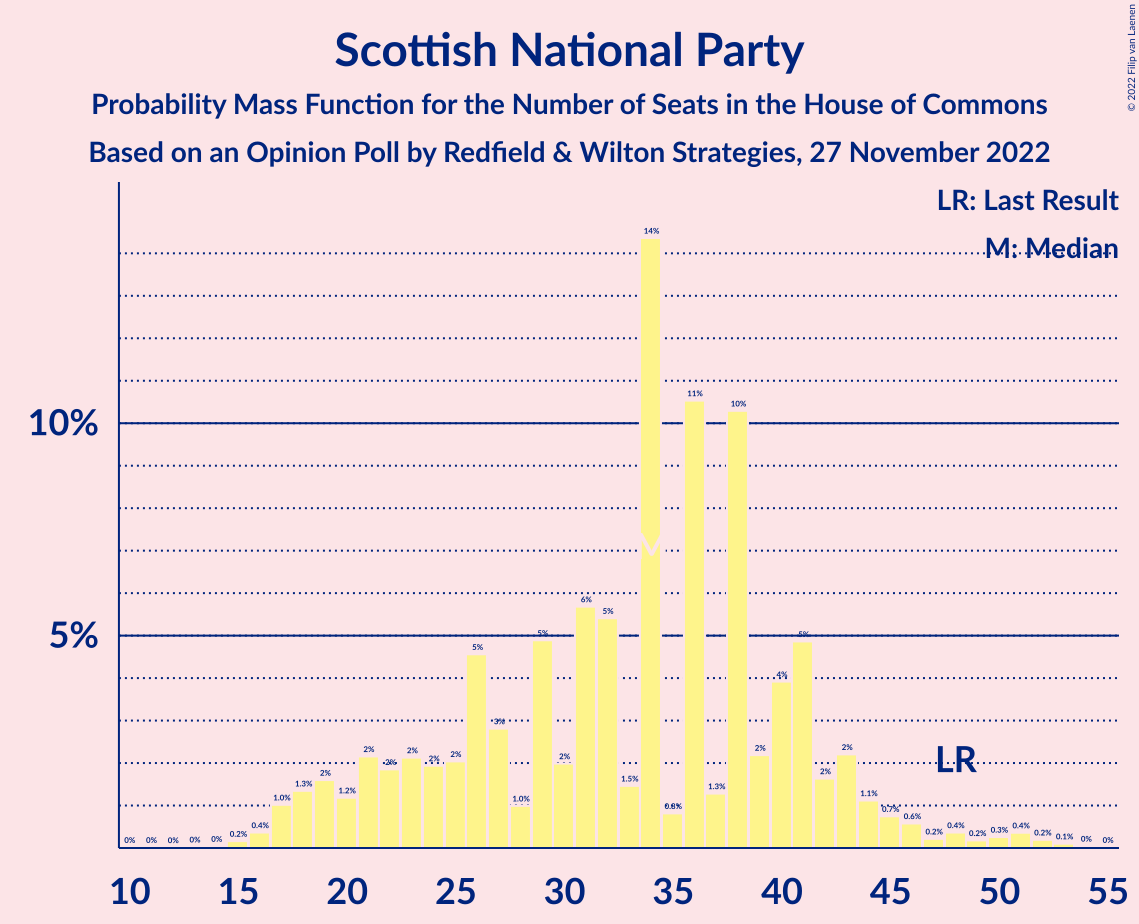 Scottish National Party
Probability Mass Function for the Number of Seats in the House of Commons
Based on an Opinion Poll by Redfield & Wilton Strategies, 27 November 2022
© 2022 Filip van Laenen
LR: Last Result
M: Median
10%
5%
0% 0% 0% 0% 0% 0.2% 0.4% 1.0% 1.3% 2% 1.2% 2% 2% 2% 2% 2% 5% 3% 1.0% 5% 2% 6% 5% 1.5% 14% 0.8% 11% 1.3% 10% 2% 4% 5% 2% 2% 1.1% 0.7% 0.6% 0.2% 0.4% 0.2% 0.3% 0.4% 0.2% 0.1% 0% 0%
LR
10 15 20 25 30 35 40 45 50 55